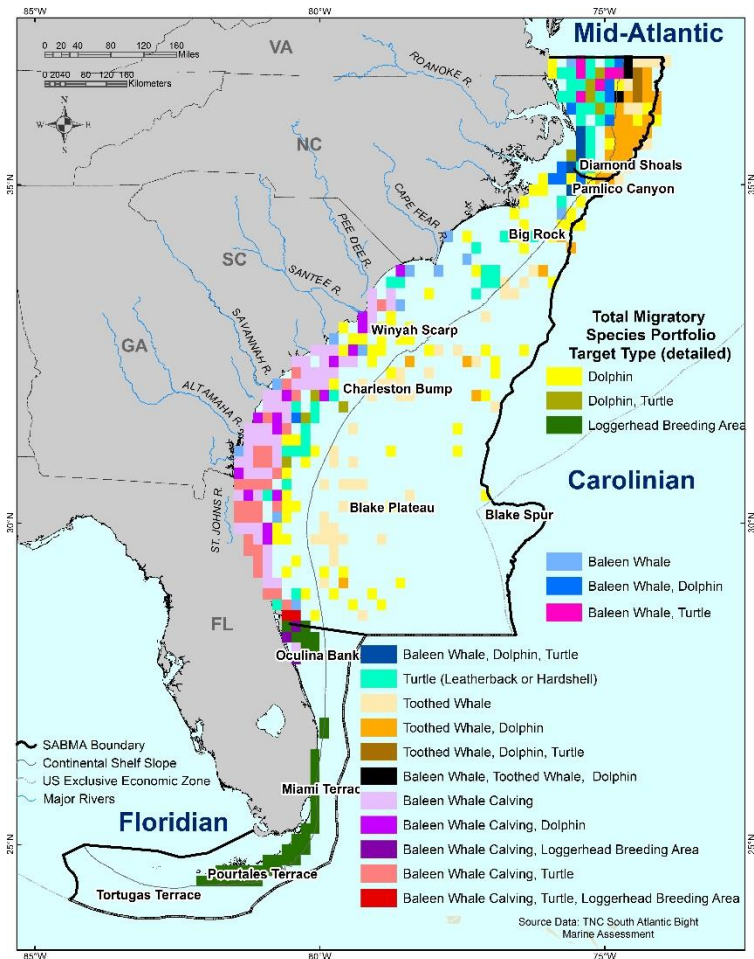 85°W
80°W
75°W
Mid-Atlantic
0 20 40 80 120 160
Miles
0 20 40 80 120 160
Kilometers
N
W E
S
VA
ROANOKE R.
NC
CAPE FEAR R.
PEE DEE R.
SC
SANTEE R.
SAVANNAH R.
GA
ALTAMAHA R.
ST. JOHNS R.
FL
35°N
35°N
Diamond Shoals
Pamlico Canyon
Big Rock
Winyah Scarp
Charleston Bump
Total Migratory
Species Portfolio
Target Type (detailed)
Dolphin
Dolphin, Turtle
Loggerhead Breeding Area
Carolinian
30°N
30°N
Blake Plateau
Blake Spur
Baleen Whale
Baleen Whale, Dolphin
Baleen Whale, Turtle
Oculina Bank
Baleen Whale, Dolphin, Turtle
Turtle (Leatherback or Hardshell)
Toothed Whale
Toothed Whale, Dolphin
Toothed Whale, Dolphin, Turtle
Baleen Whale, Toothed Whale, Dolphin
Baleen Whale Calving
Baleen Whale Calving, Dolphin
Baleen Whale Calving, Loggerhead Breeding Area
Baleen Whale Calving, Turtle
Baleen Whale Calving, Turtle, Loggerhead Breeding Area
SABMA Boundary
Continental Shelf Slope
US Exclusive Economic Zone
Major Rivers
Miami Terrac
Floridian
25°N
25°N
Pourtales Terrace
Tortugas Terrace
Source Data: TNC South Atlantic Bight
Marine Assessment
85°W
80°W
75°W